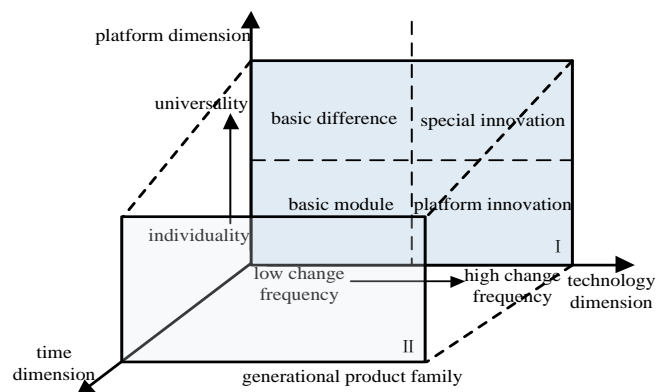 platform dimension
universality
basic difference
special innovation
basic module
platform innovation
individuality
I
low change
frequency
high change
frequency
technology
dimension
time
dimension
II
generational product family